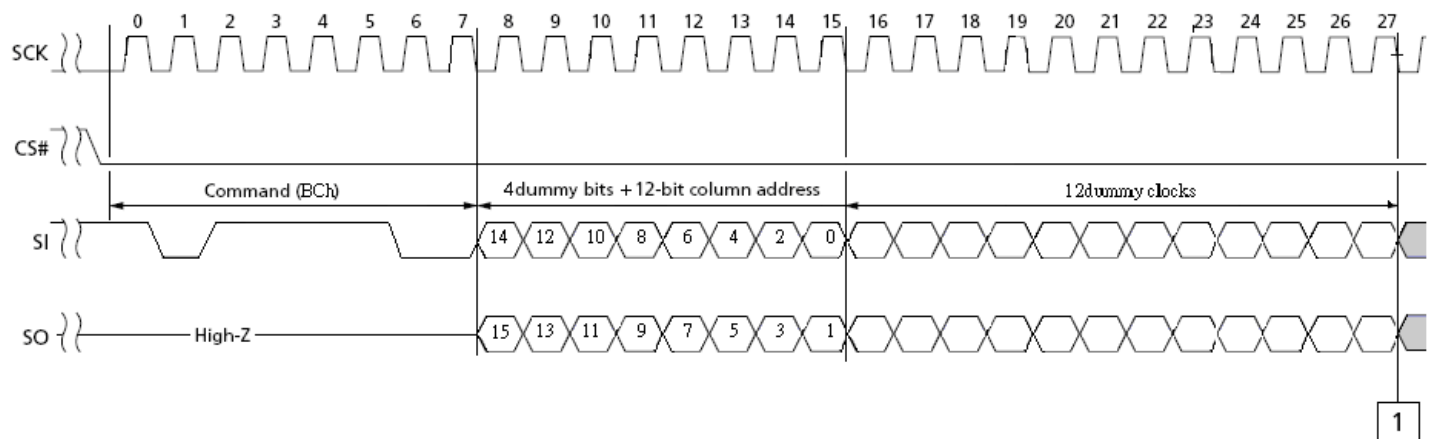 0 1 2 3 4 5 6 7 8 9 10 11 12 13 14 15 16 17 18 19 20 21 22 23 24 25 26 27
SCK
CS#
Command (BCh) 4dummy bits + 12-bit column address 12dummy clocks
SI 14 12 10 8 6 4 2 0
SO High-Z 15 13 11 9 7 5 3 1
1